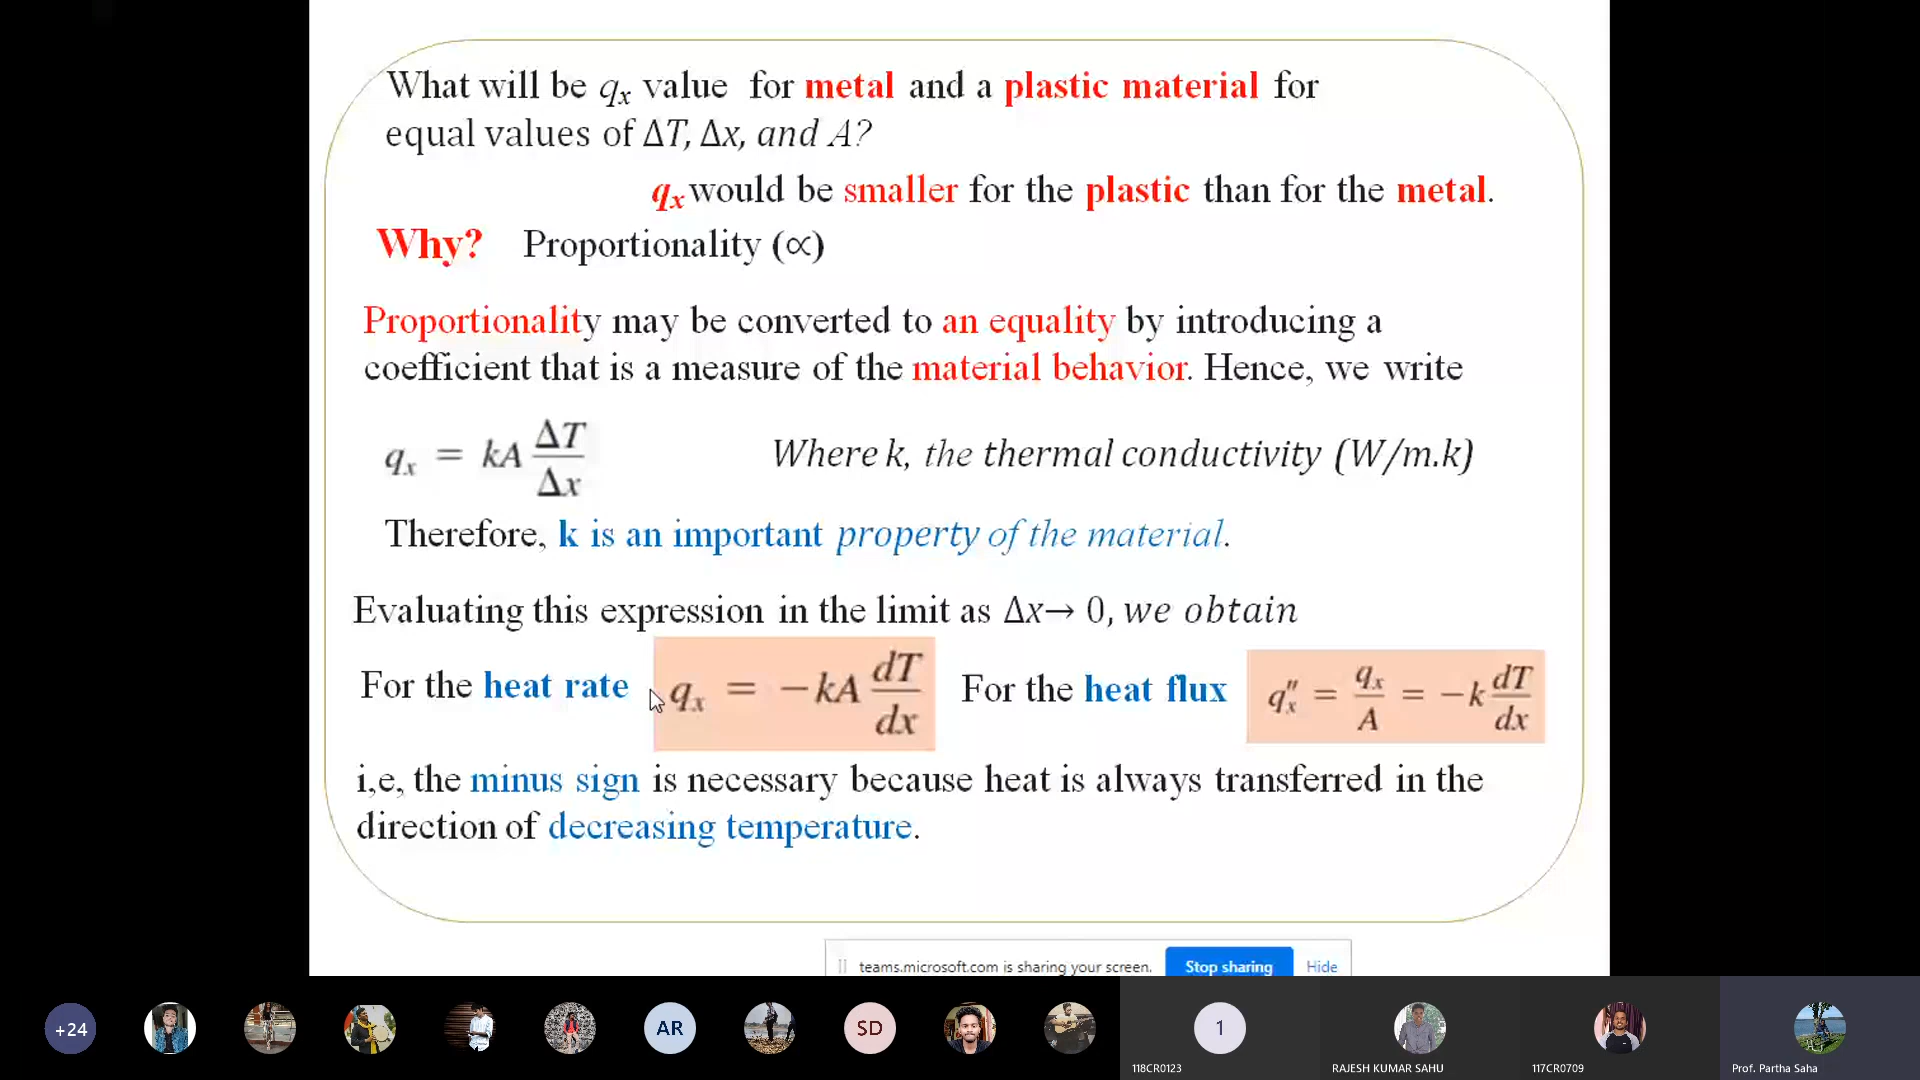 What will be qₓ value for metal and a plastic material for
equal values of ΔT, Δx, and A?
qₓ would be smaller for the plastic than for the metal.
Why? Proportionality (∝)
Proportionality may be converted to an equality by introducing a
coefficient that is a measure of the material behavior. Hence, we write
qₓ = kA ΔT/Δx Where k, the thermal conductivity (W/m.k)
Therefore, k is an important property of the material.
Evaluating this expression in the limit as Δx→ 0, we obtain
For the heat rate qₓ = −kA dT/dx For the heat flux q″ₓ = qₓ/A = −k dT/dx
i,e, the minus sign is necessary because heat is always transferred in the
direction of decreasing temperature.
teams.microsoft.com is sharing your screen. Stop sharing Hide
+24 AR SD 1
118CR0123 RAJESH KUMAR SAHU 117CR0709 Prof. Partha Saha